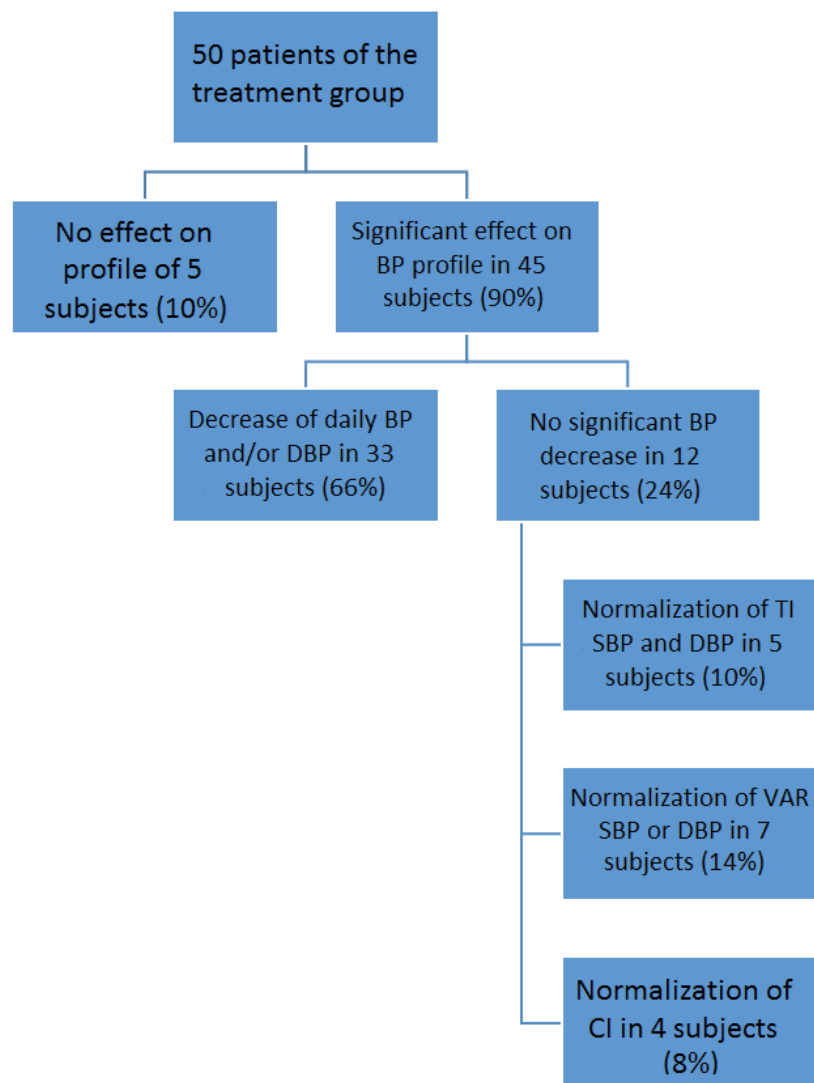 50 patients of the
treatment group
No effect on
profile of 5
subjects (10%)
Significant effect on
BP profile in 45
subjects (90%)
Decrease of daily BP
and/or DBP in 33
subjects (66%)
No significant BP
decrease in 12
subjects (24%)
Normalization of TI
SBP and DBP in 5
subjects (10%)
Normalization of VAR
SBP or DBP in 7
subjects (14%)
Normalization of
CI in 4 subjects
(8%)